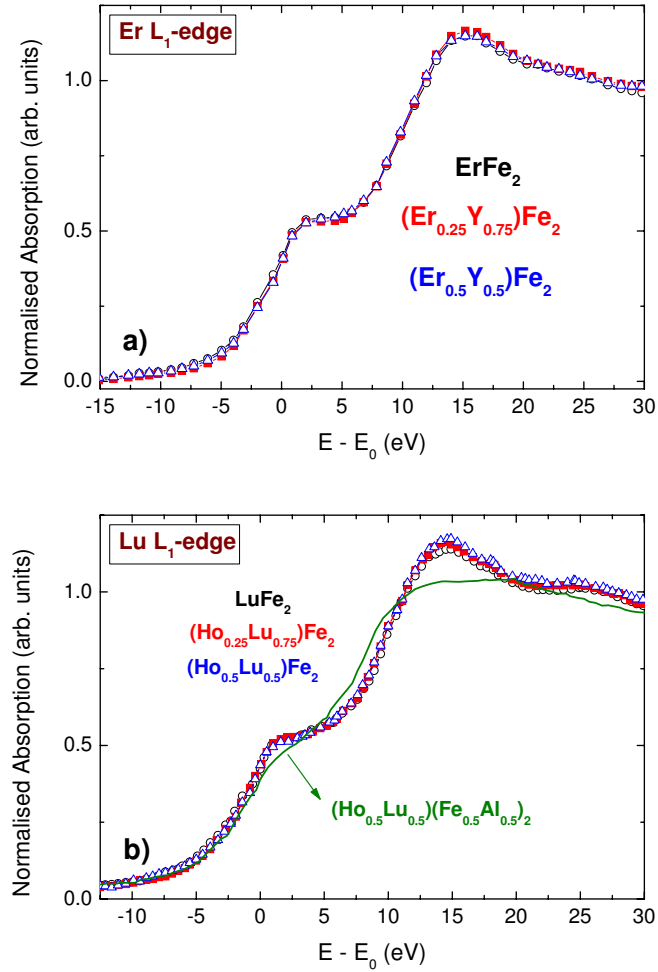 Er L₁-edge
Normalised Absorption (arb. units)
1.0
0.5
0.0
ErFe₂
(Er₀.₂₅Y₀.₇₅)Fe₂
(Er₀.₅Y₀.₅)Fe₂
a)
-15 -10 -5 0 5 10 15 20 25 30
E - E₀ (eV)
Lu L₁-edge
Normalised Absorption (arb. units)
1.0
0.5
0.0
LuFe₂
(Ho₀.₂₅Lu₀.₇₅)Fe₂
(Ho₀.₅Lu₀.₅)Fe₂
(Ho₀.₅Lu₀.₅)(Fe₀.₅Al₀.₅)₂
b)
-10 -5 0 5 10 15 20 25 30
E - E₀ (eV)